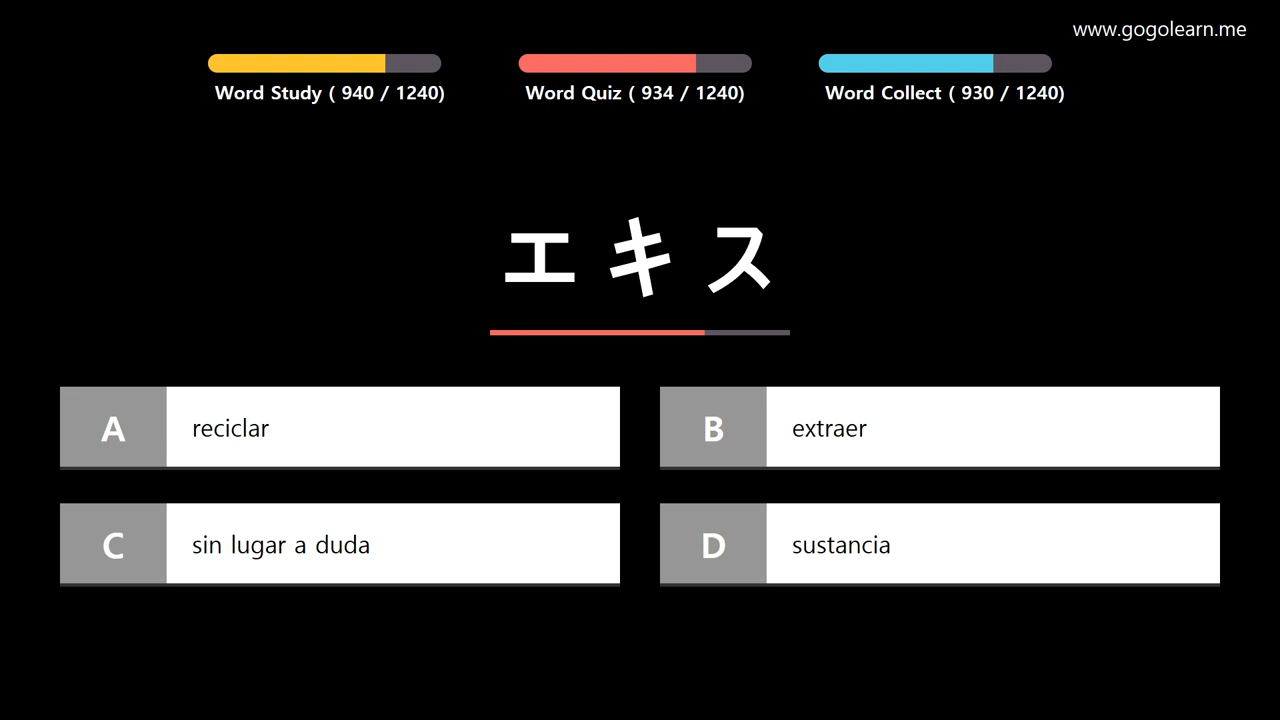 www.gogolearn.me
Word Study ( 940 / 1240)
Word Quiz ( 934 / 1240)
Word Collect ( 930 / 1240)
エキス
A reciclar
B extraer
C sin lugar a duda
D sustancia